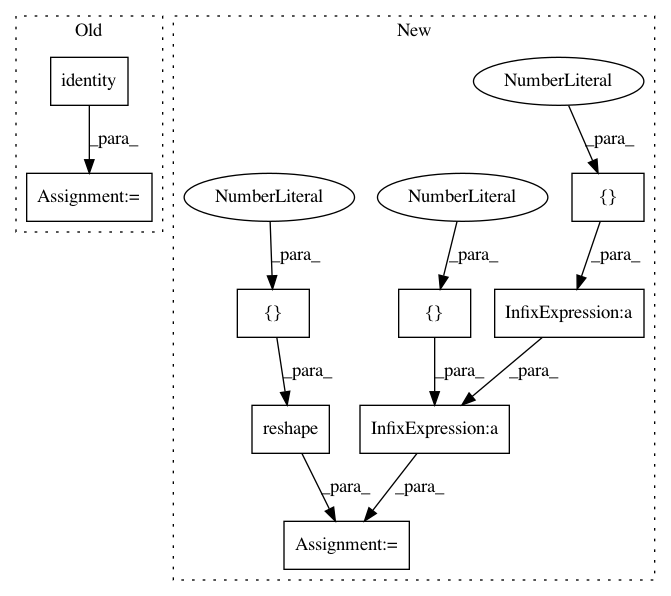 Old
New
identity
NumberLiteral
_para_
_para_
Assignment:=
NumberLiteral
NumberLiteral
{}
_para_
_para_
_para_
{}
{}
InfixExpression:a
_para_
_para_
_para_
reshape
InfixExpression:a
_para_
_para_
Assignment:=